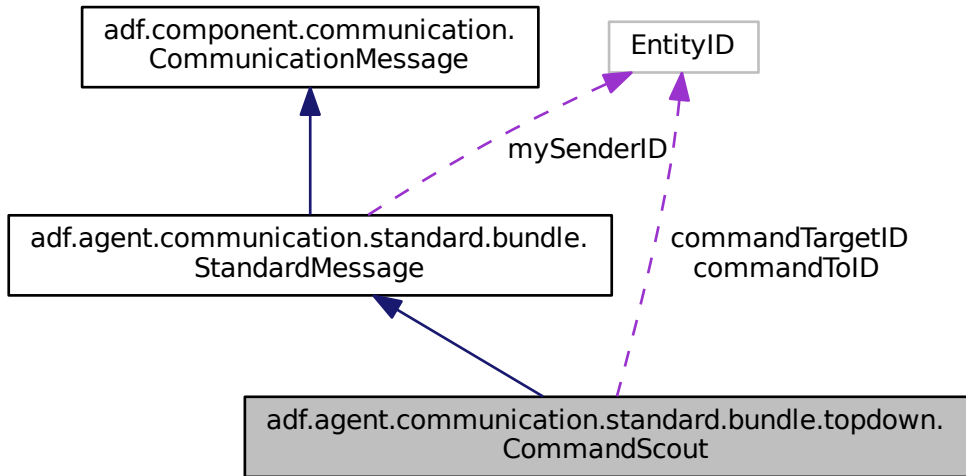 adf.component.communication.
CommunicationMessage
EntityID
mySenderID
adf.agent.communication.standard.bundle.
StandardMessage
commandTargetID
commandToID
adf.agent.communication.standard.bundle.topdown.
CommandScout